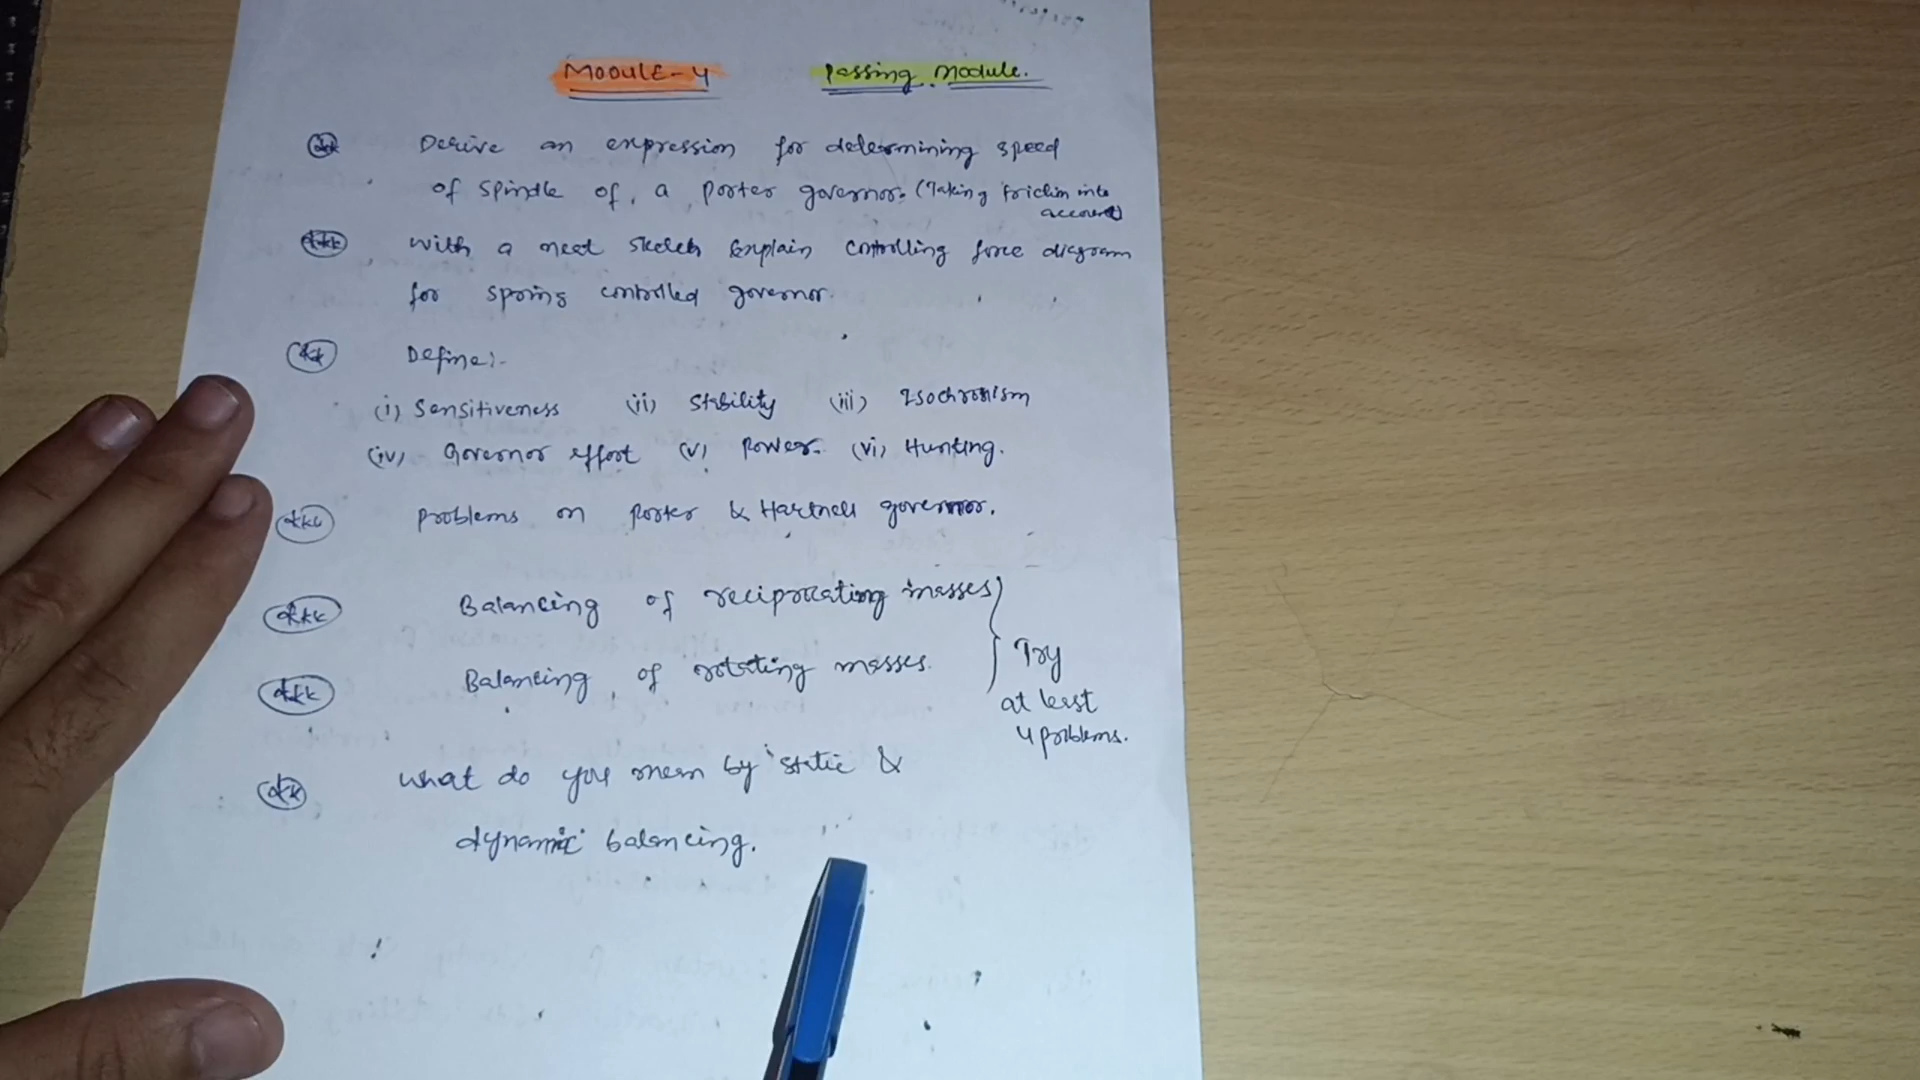 MODULE-4 Passing Module.
Derive an expression for determining speed
of spindle of a porter governor. (Taking friction into
account)
With a neat sketch Explain Controlling force diagram
for spring controlled governor.
Define:-
(i) Sensitiveness (ii) Stability (iii) Isochronism
(iv) Governor effort (v) Power. (vi) Hunting.
Problems on Porter & Hartnell governor.
Balancing of reciprocating masses
Balancing of rotating masses.
Try
at least
4 problems.
What do you mean by static &
dynamic balancing.